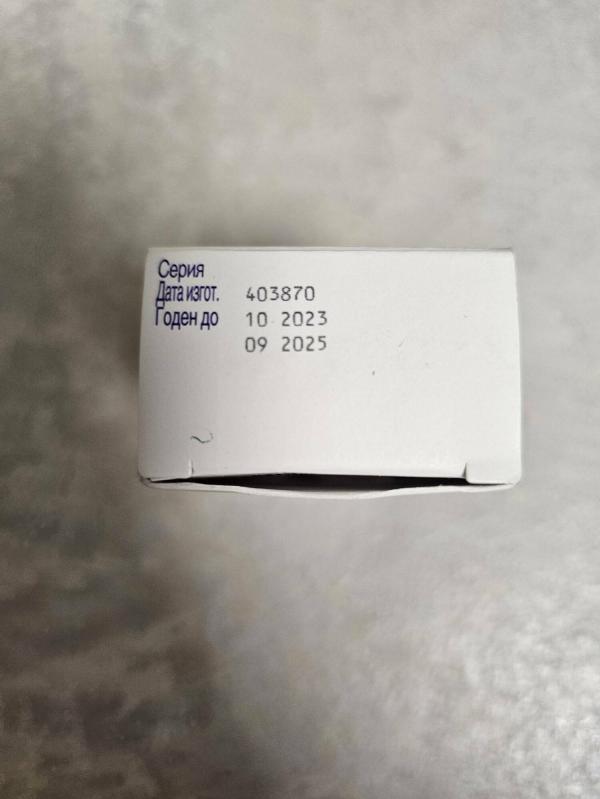 Серия
Дата изгот. 403870
Годен до 10 2023
09 2025